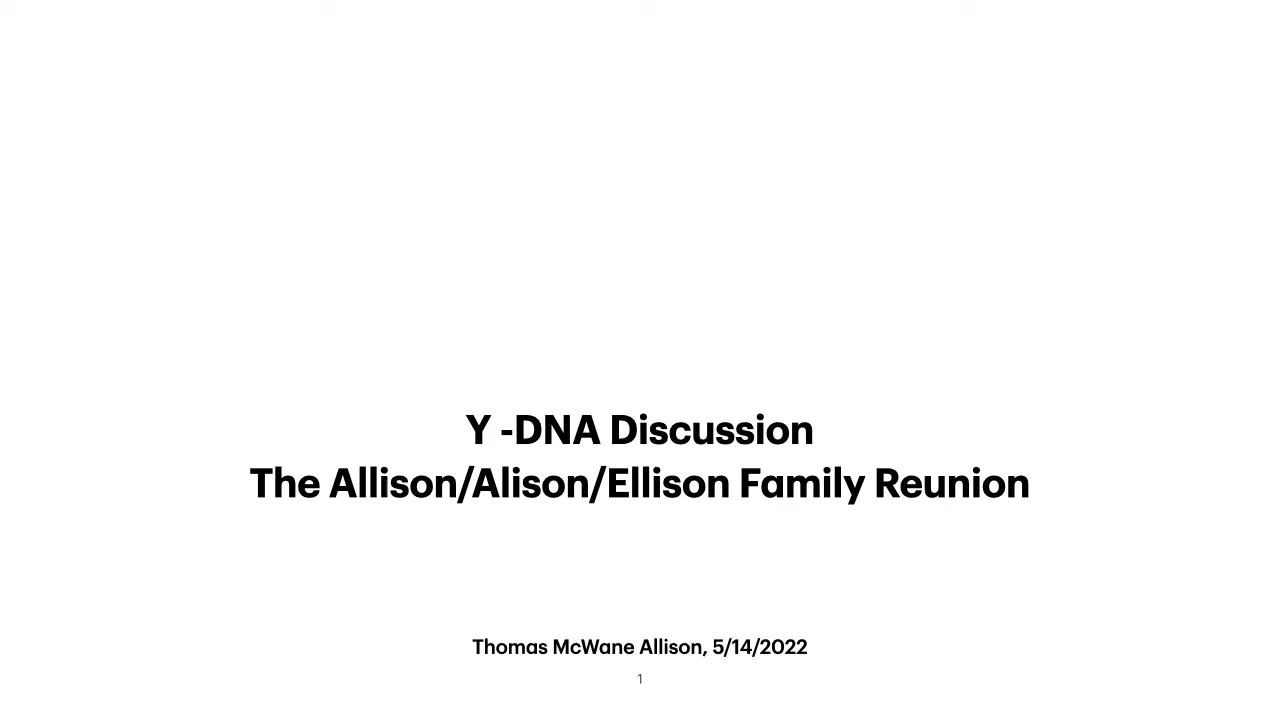 Y -DNA Discussion
The Allison/Alison/Ellison Family Reunion
Thomas McWane Allison, 5/14/2022
1